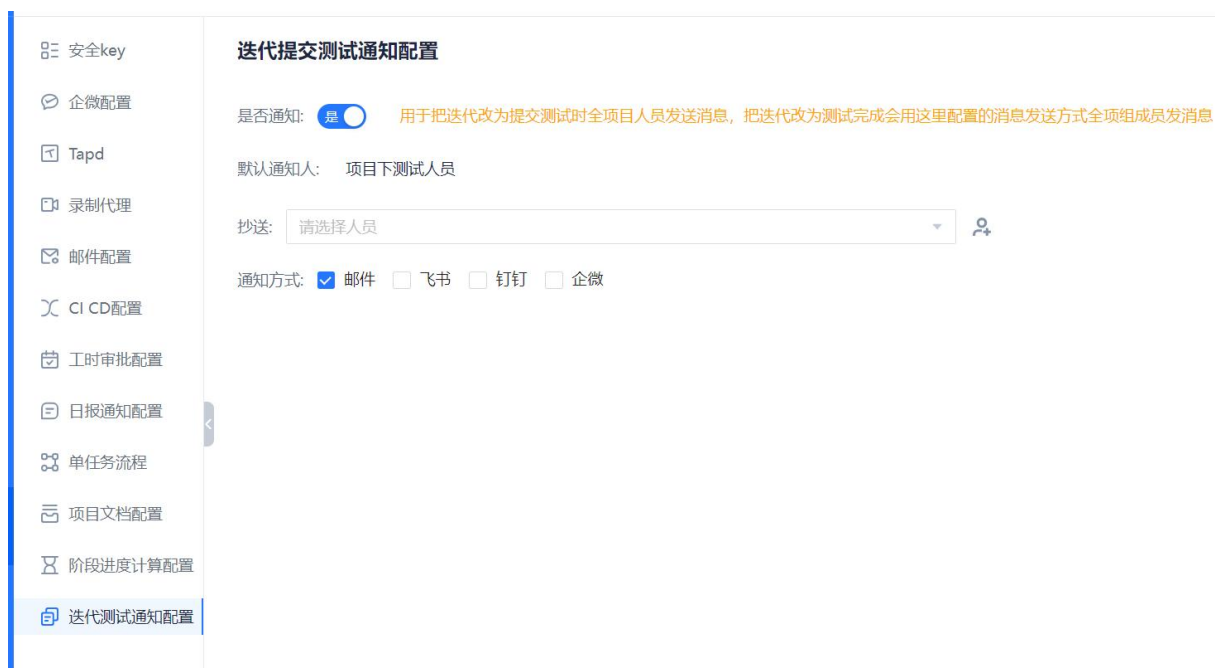 安全key
企微配置
Tapd
录制代理
邮件配置
CI CD配置
工时审批配置
日报通知配置
单任务流程
项目文档配置
阶段进度计算配置
迭代测试通知配置
迭代提交测试通知配置
是否通知: 是 用于把迭代改为提交测试时全项目人员发送消息，把迭代改为测试完成会用这里配置的消息发送方式全项组成员发消息
默认通知人: 项目下测试人员
抄送: 请选择人员
通知方式: 邮件 飞书 钉钉 企微